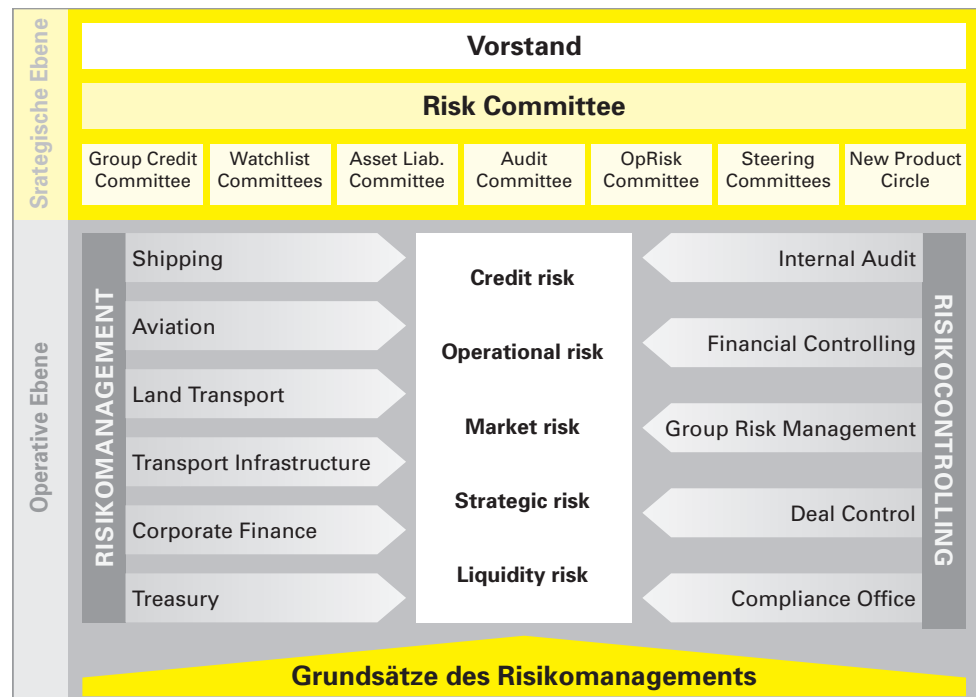 Srategische Ebene
Vorstand
Risk Committee
Group Credit
Committee
Watchlist
Committees
Asset Liab.
Committee
Audit
Committee
OpRisk
Committee
Steering
Committees
New Product
Circle
Operative Ebene
RISIKOMANAGEMENT
Shipping
Aviation
Land Transport
Transport Infrastructure
Corporate Finance
Treasury
Credit risk
Operational risk
Market risk
Strategic risk
Liquidity risk
Internal Audit
Financial Controlling
Group Risk Management
Deal Control
Compliance Office
RISIKOCONTROLLING
Grundsätze des Risikomanagements